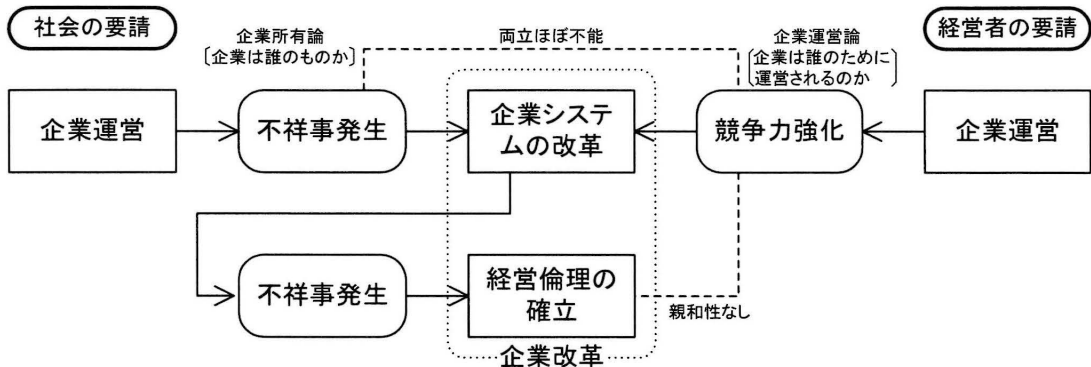 社会の要請
経営者の要請
企業所有論
〔企業は誰のものか〕
両立ほぼ不能
企業運営論
〔企業は誰のために
運営されるのか〕
企業運営
不祥事発生
企業システ
ムの改革
競争力強化
企業運営
不祥事発生
経営倫理の
確立
親和性なし
企業改革